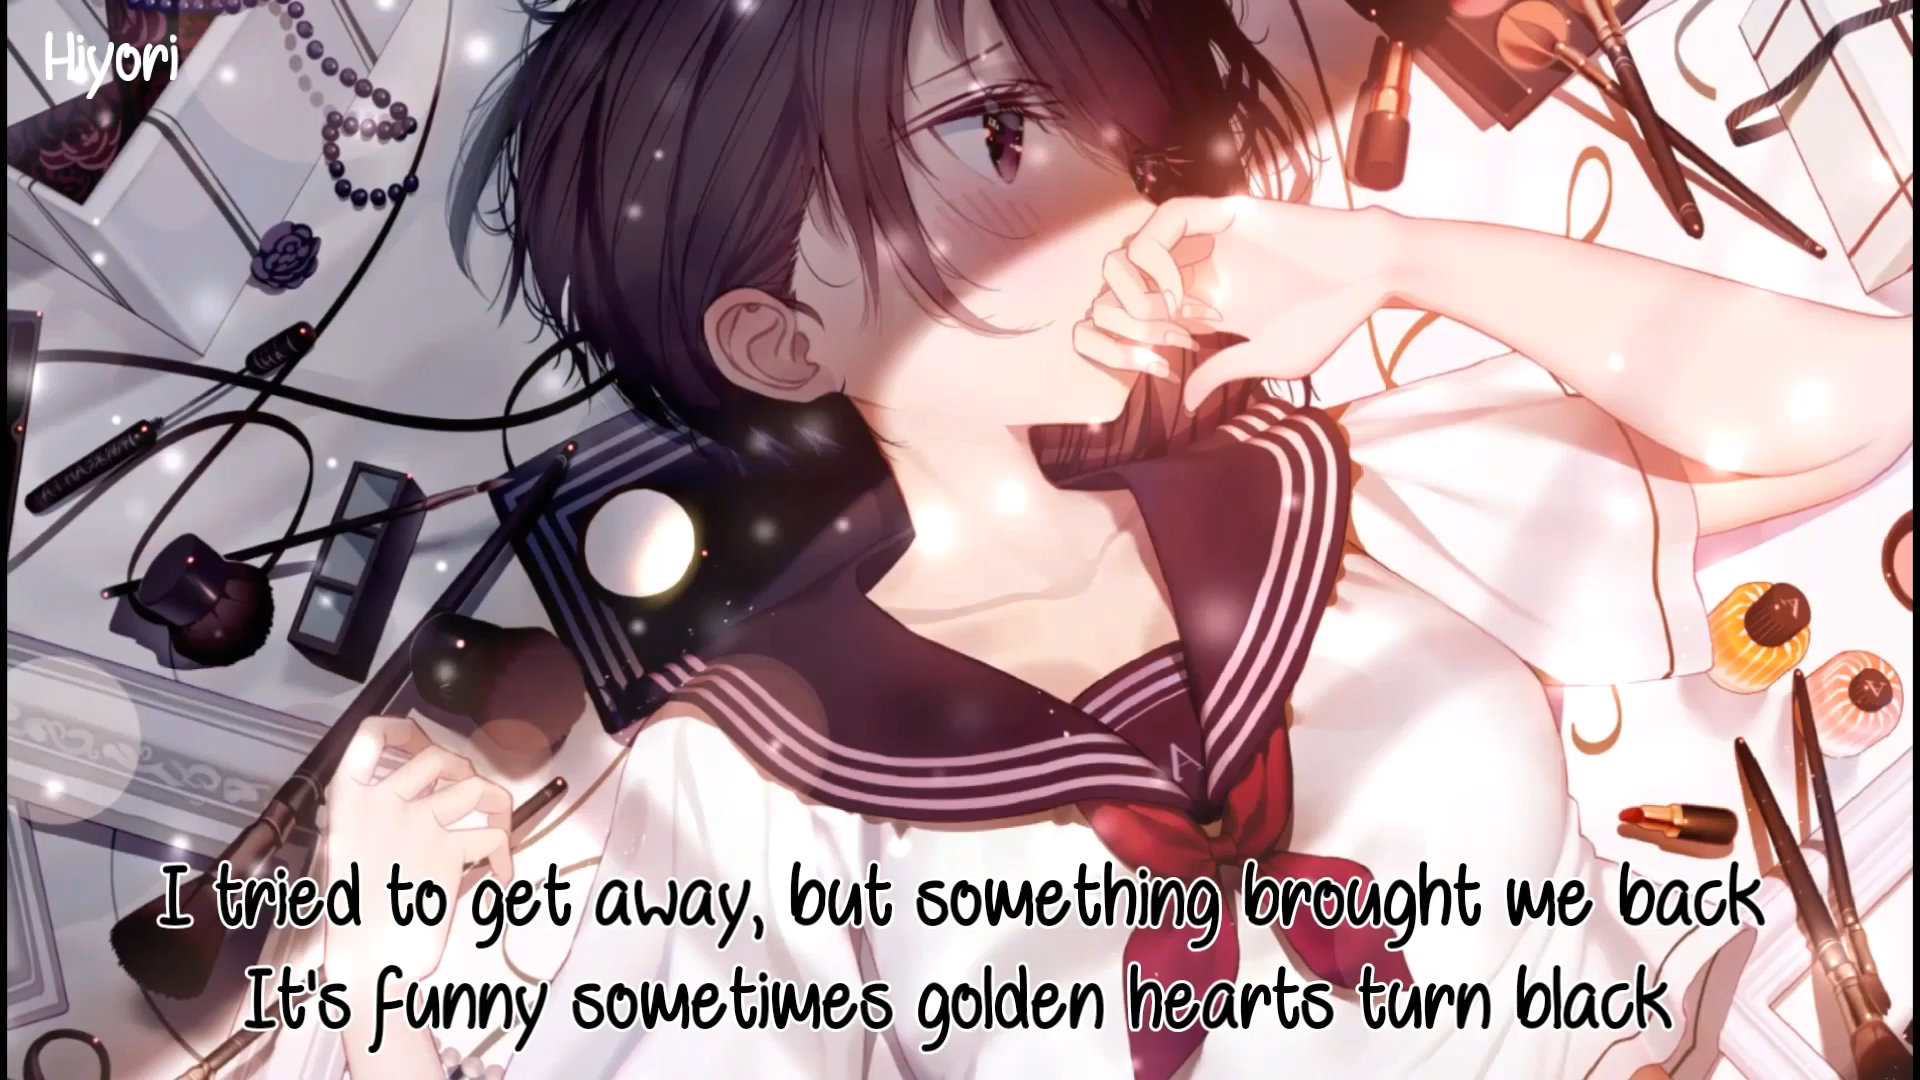 Hiyori
A
A
A
I tried to get away, but something brought me back
It's funny sometimes golden hearts turn black